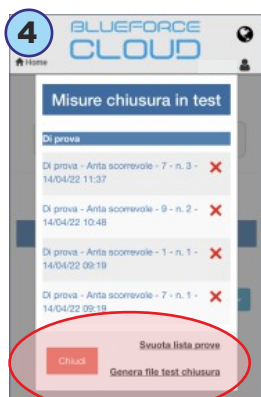 4
BLUEFORCE
CLOUD
Home
Misure chiusura in test
Di prova
Di prova - Anta scorrevole - 7 - n. 3 -
14/04/22 11:37
Di prova - Anta scorrevole - 9 - n. 2 -
14/04/22 10:48
Di prova - Anta scorrevole - 1 - n. 1 -
14/04/22 09:19
Di prova - Anta scorrevole - 7 - n. 1 -
14/04/22 09:19
Svuota lista prove
Chiudi
Genera file test chiusura